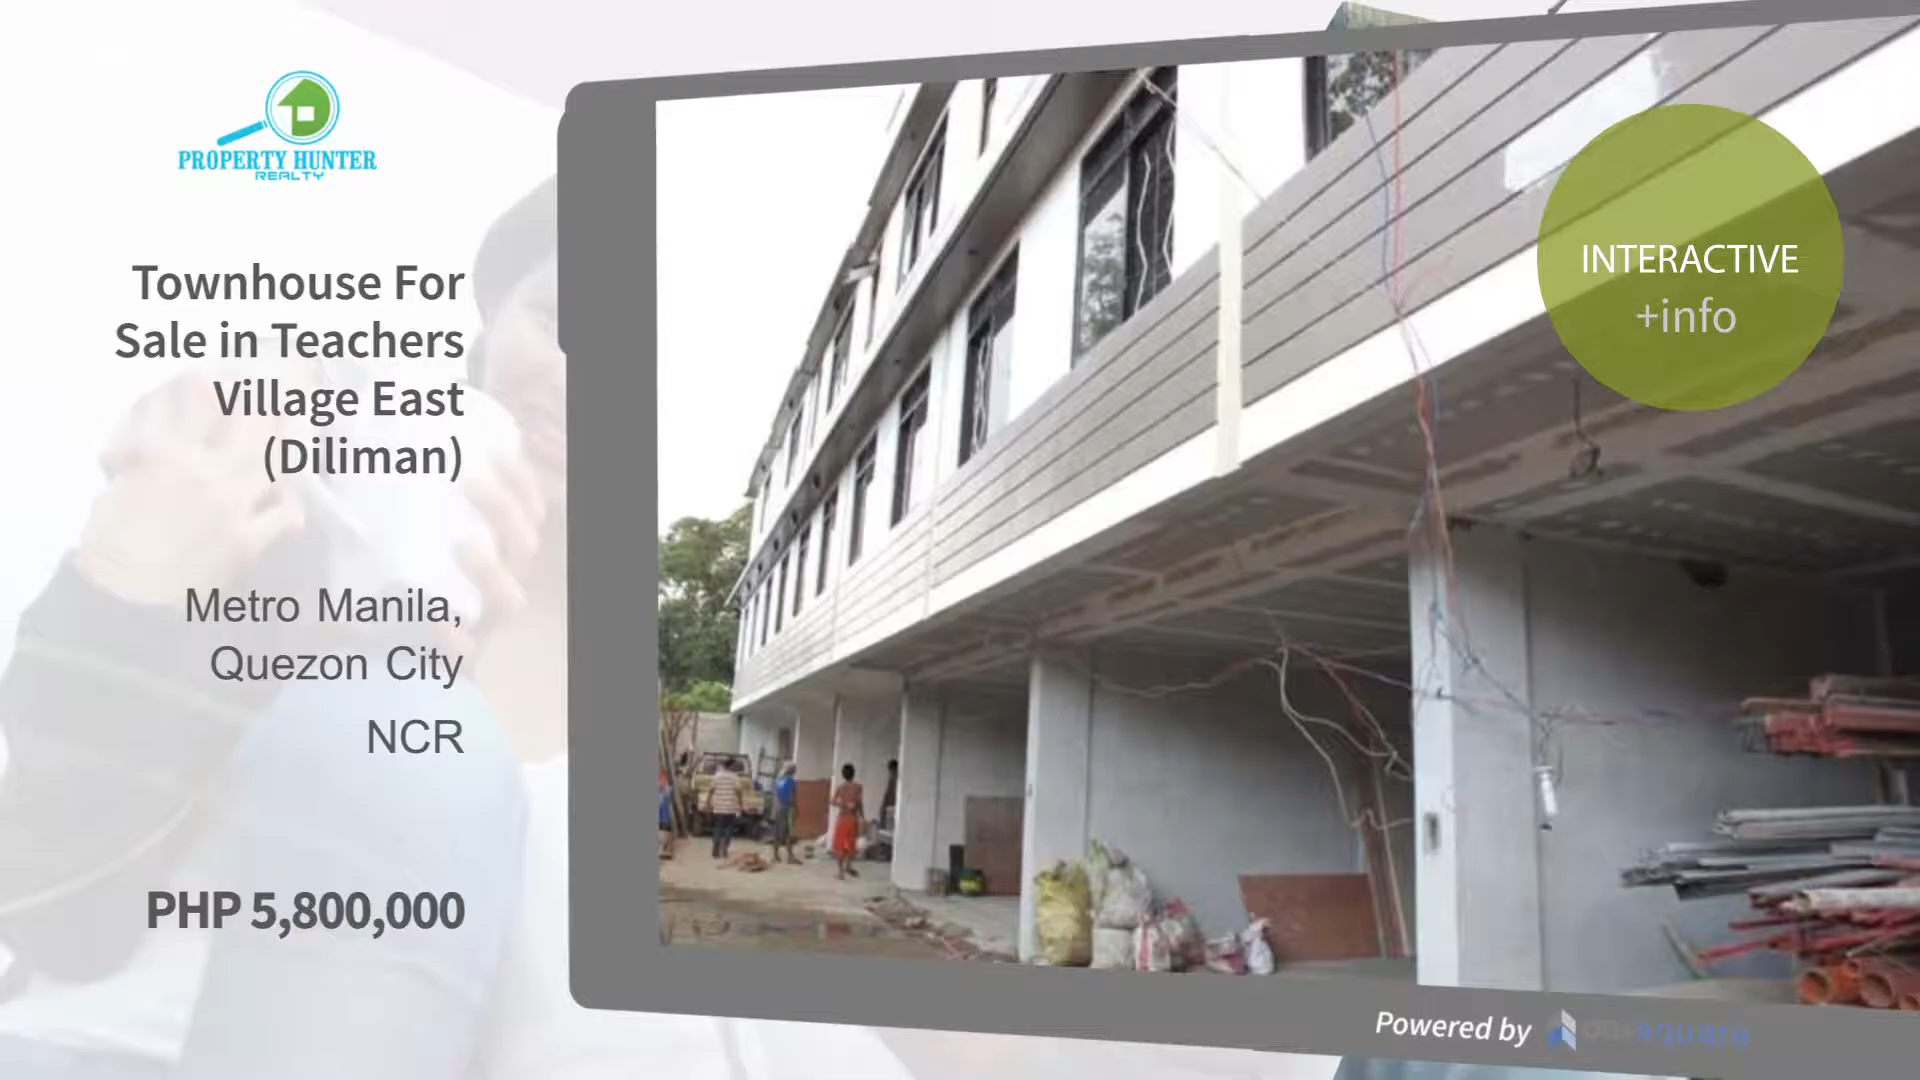 PROPERTY HUNTER
REALTY
Townhouse For
Sale in Teachers
Village East
(Diliman)
Metro Manila,
Quezon City
NCR
PHP 5,800,000
INTERACTIVE
+info
Powered by